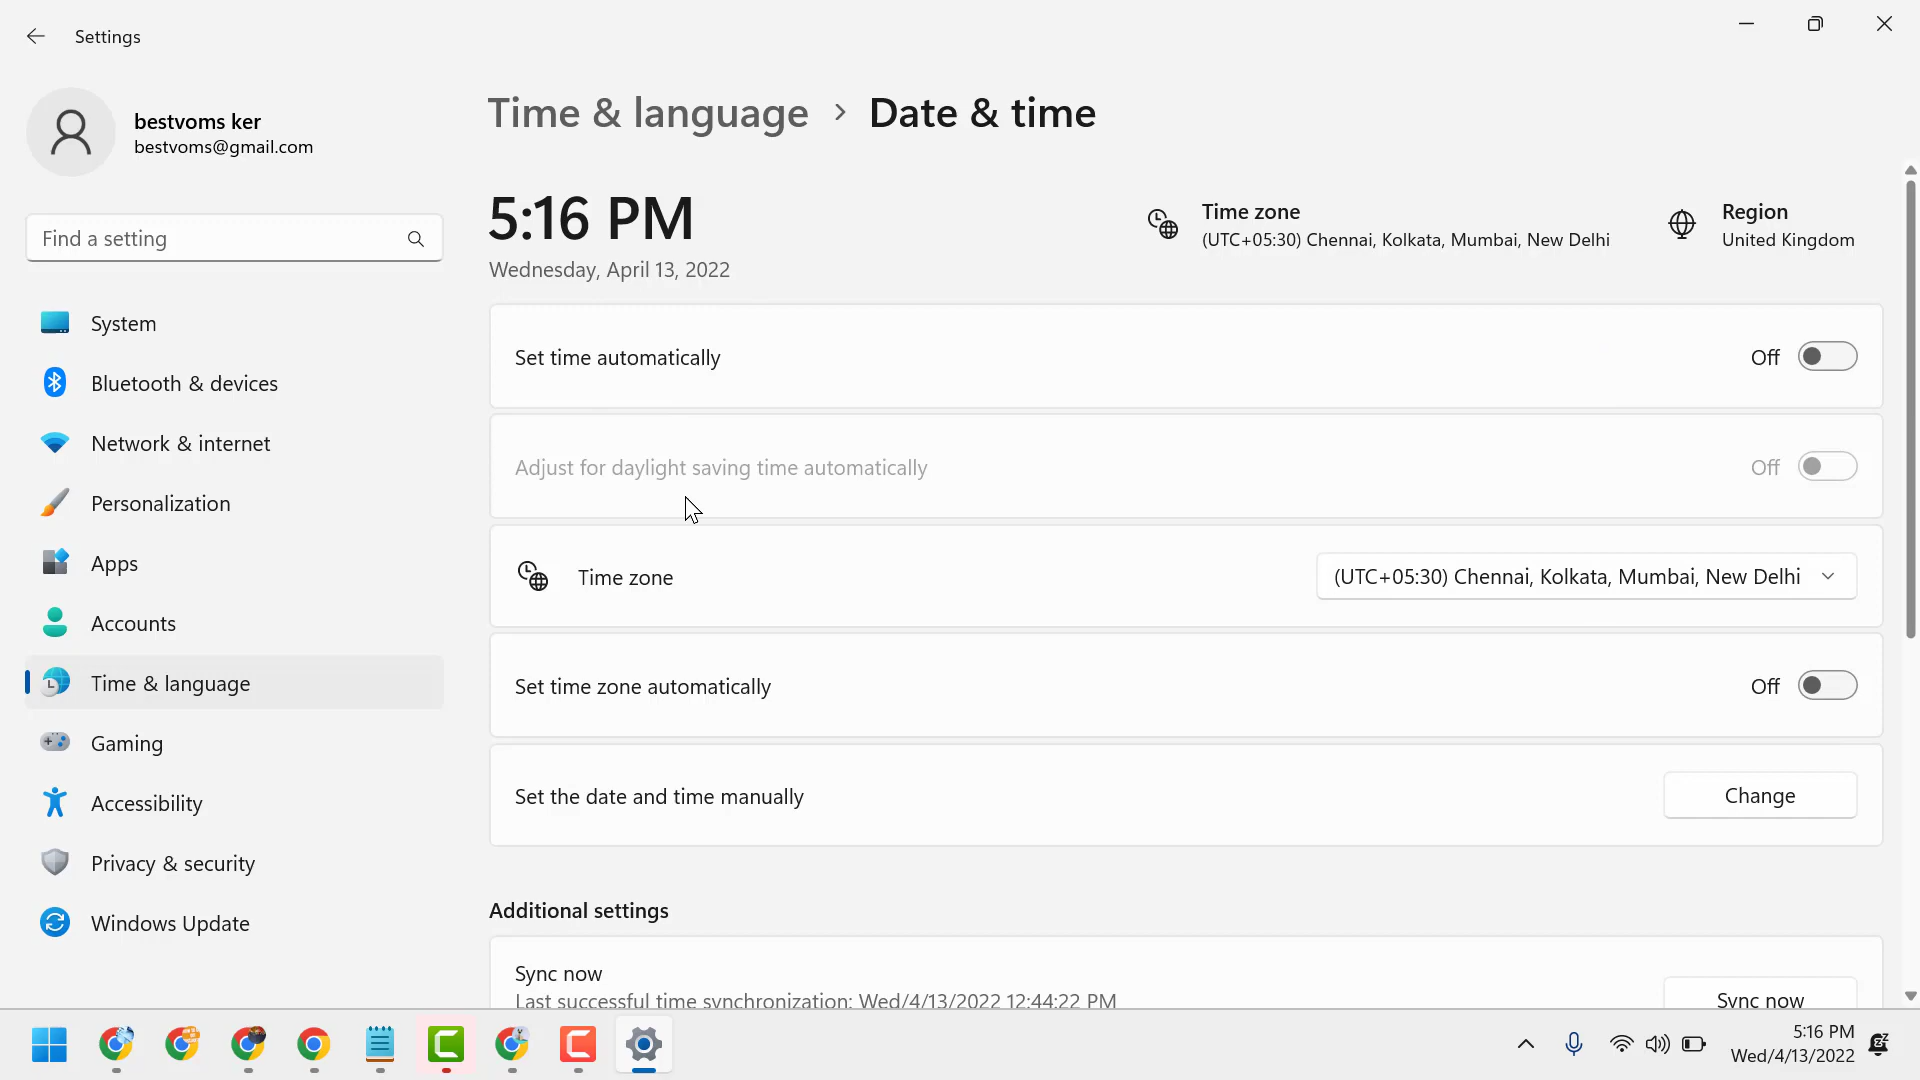 Settings
bestvoms ker
bestvoms@gmail.com
Find a setting
System
Bluetooth & devices
Network & internet
Personalization
Apps
Accounts
Time & language
Gaming
Accessibility
Privacy & security
Windows Update
Time & language > Date & time
5:16 PM
Wednesday, April 13, 2022
Time zone
(UTC+05:30) Chennai, Kolkata, Mumbai, New Delhi
Region
United Kingdom
Set time automatically Off
Adjust for daylight saving time automatically Off
Time zone (UTC+05:30) Chennai, Kolkata, Mumbai, New Delhi
Set time zone automatically Off
Set the date and time manually Change
Additional settings
Sync now
Last successful time synchronization: Wed/4/13/2022 12:44:22 PM
Sync now
5:16 PM
Wed/4/13/2022